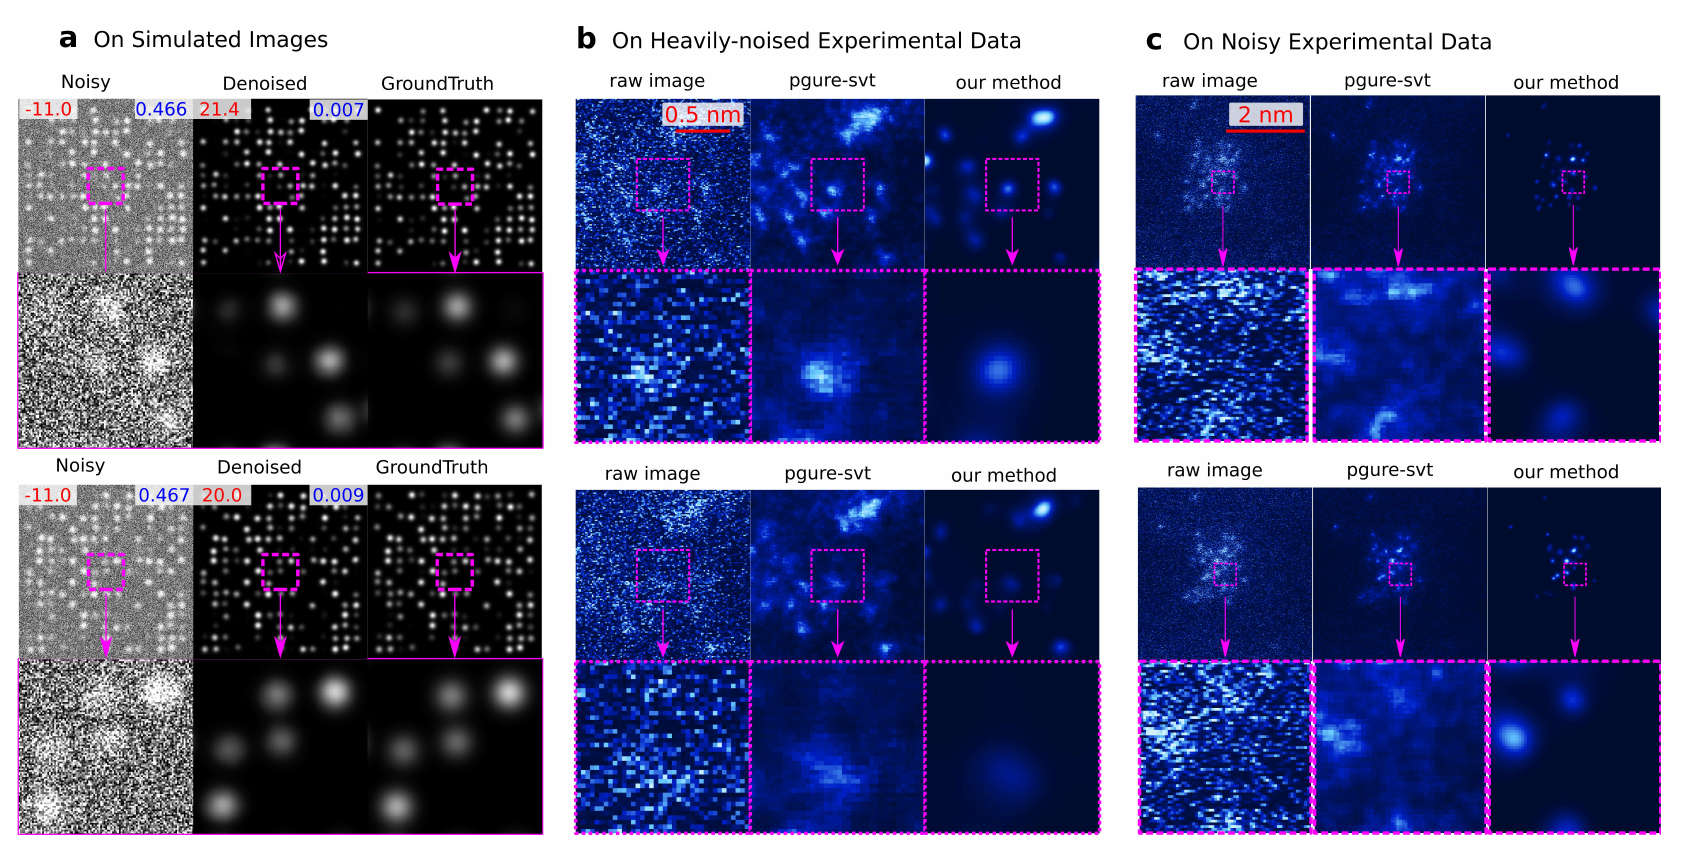 a On Simulated Images
Noisy Denoised GroundTruth
-11.0 0.466 21.4 0.007
Noisy Denoised GroundTruth
-11.0 0.467 20.0 0.009
b On Heavily-noised Experimental Data
raw image pgure-svt our method
0.5 nm
raw image pgure-svt our method
c On Noisy Experimental Data
raw image pgure-svt our method
2 nm
raw image pgure-svt our method